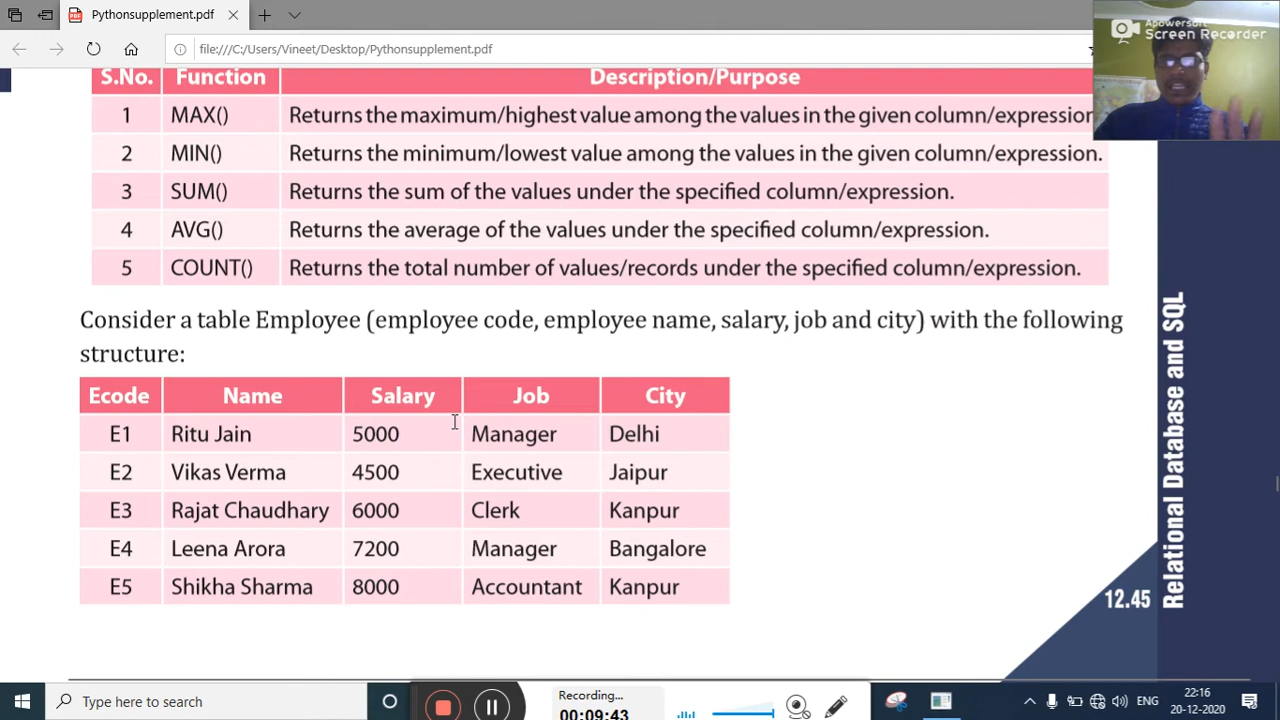 Pythonsupplement.pdf
Apowersoft
Screen Recorder
file:///C:/Users/Vineet/Desktop/Pythonsupplement.pdf
S.No. Function Description/Purpose
1 MAX() Returns the maximum/highest value among the values in the given column/expression
2 MIN() Returns the minimum/lowest value among the values in the given column/expression.
3 SUM() Returns the sum of the values under the specified column/expression.
4 AVG() Returns the average of the values under the specified column/expression.
5 COUNT() Returns the total number of values/records under the specified column/expression.
Consider a table Employee (employee code, employee name, salary, job and city) with the following
structure:
Ecode Name Salary Job City
E1 Ritu Jain 5000 Manager Delhi
E2 Vikas Verma 4500 Executive Jaipur
E3 Rajat Chaudhary 6000 Clerk Kanpur
E4 Leena Arora 7200 Manager Bangalore
E5 Shikha Sharma 8000 Accountant Kanpur
Relational Database and SQL
12.45
Type here to search
Recording...
00:09:43
ENG
22:16
20-12-2020